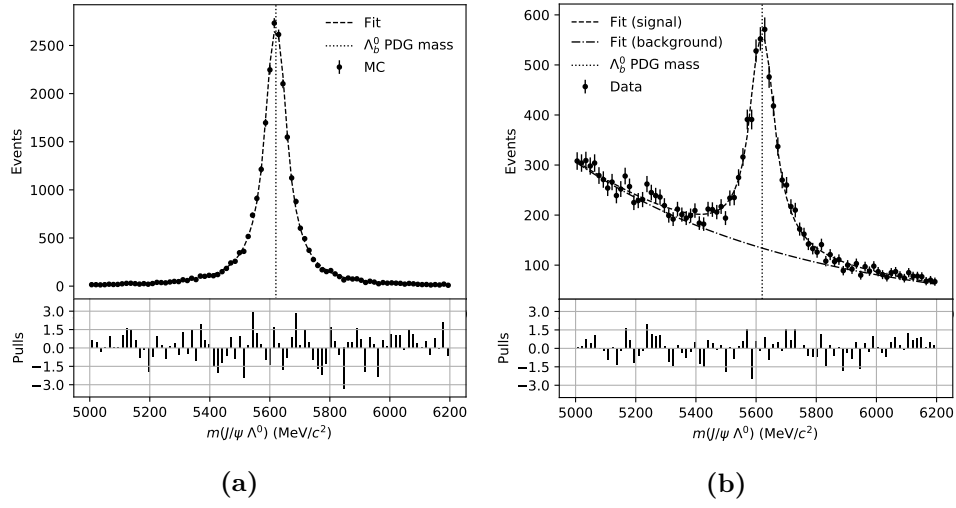 Fit
Λ_b^0 PDG mass
MC
Events
2500
2000
1500
1000
500
0
Pulls
3.0
1.5
0.0
−1.5
−3.0
5000 5200 5400 5600 5800 6000 6200
m(J/ψ Λ^0) (MeV/c^2)
(a)
Fit (signal)
Fit (background)
Λ_b^0 PDG mass
Data
Events
600
500
400
300
200
100
Pulls
3.0
1.5
0.0
−1.5
−3.0
5000 5200 5400 5600 5800 6000 6200
m(J/ψ Λ^0) (MeV/c^2)
(b)